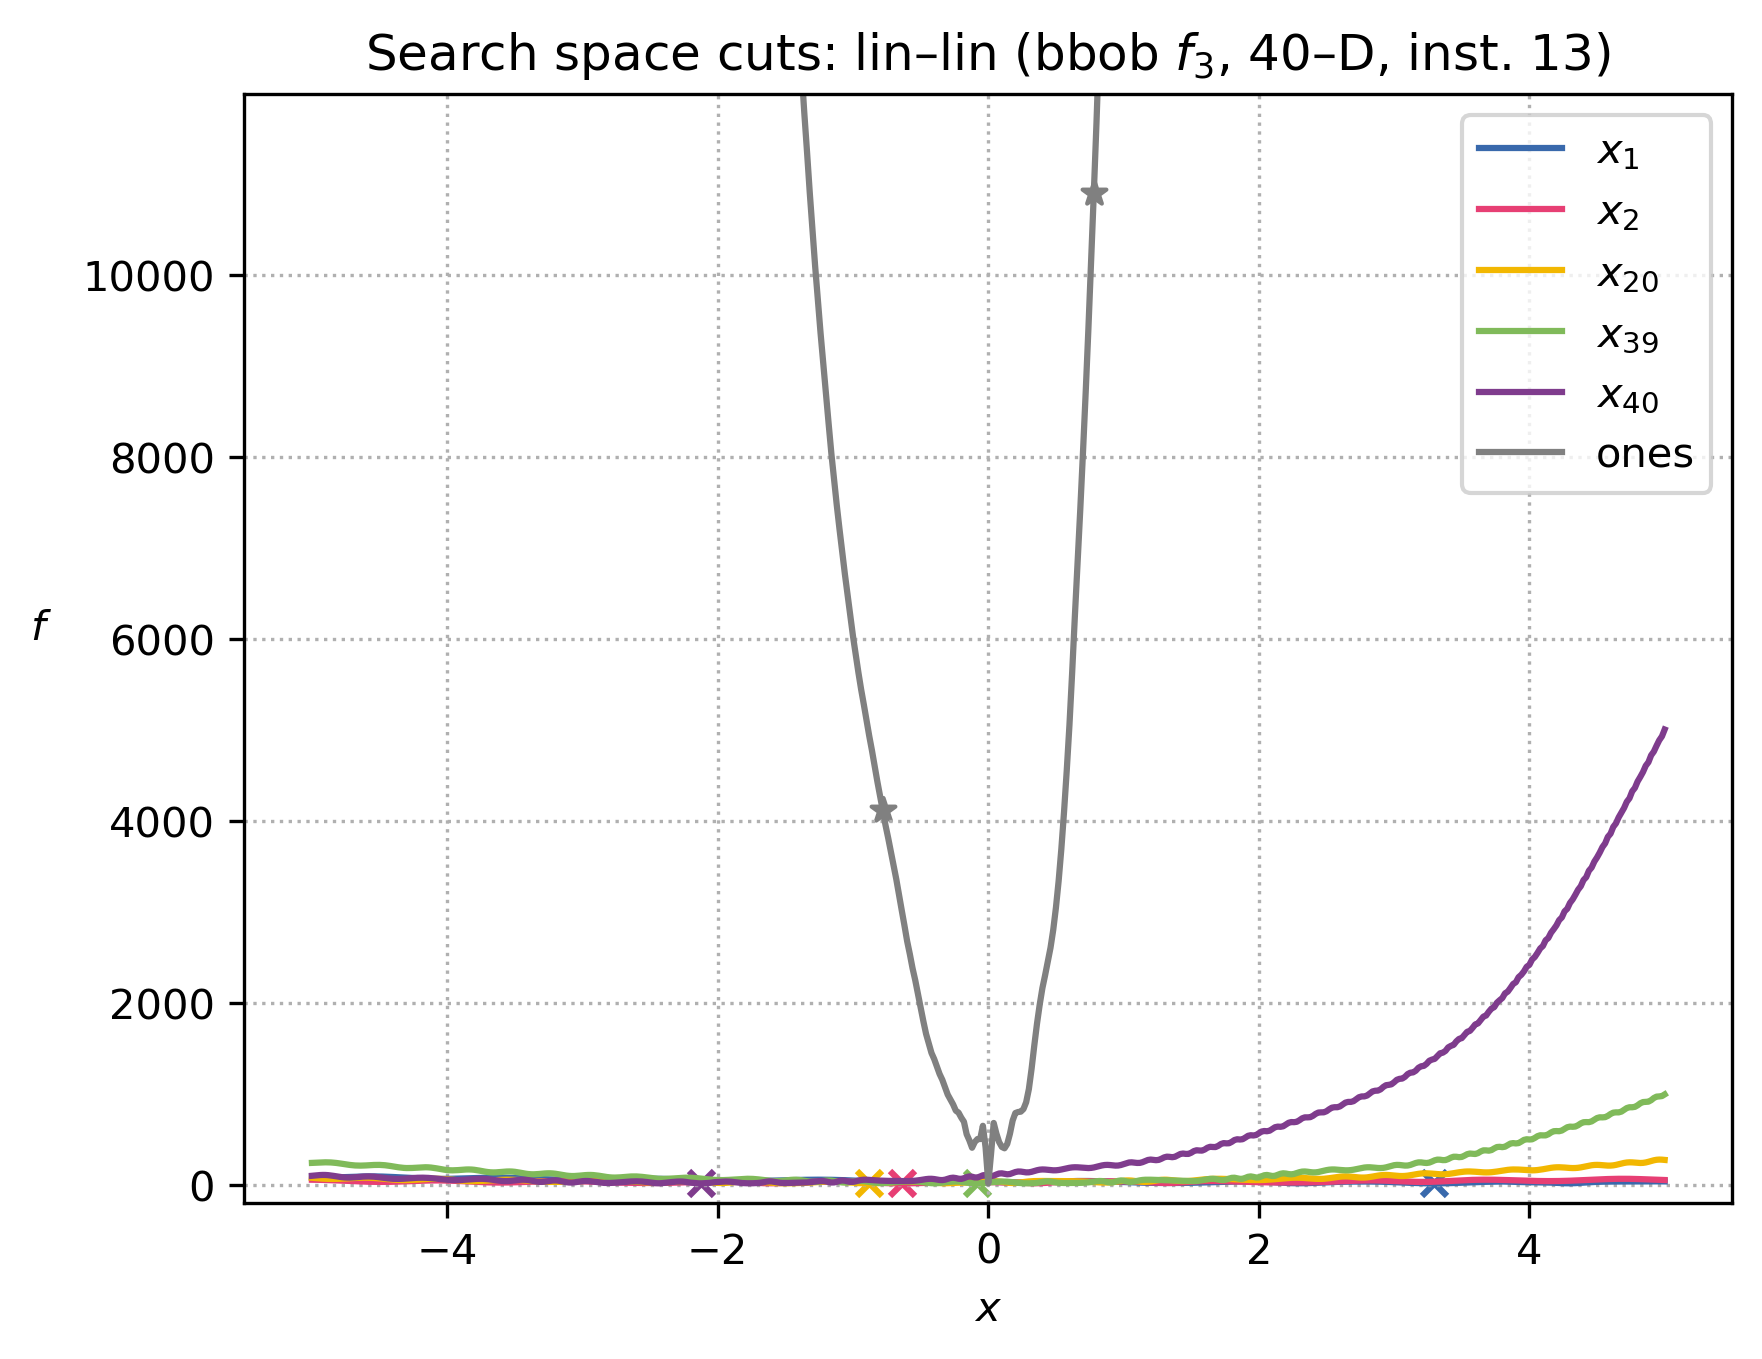 Search space cuts: lin–lin (bbob f₃, 40–D, inst. 13)
x₁
x₂
x₂₀
x₃₉
x₄₀
ones
10000
8000
6000
4000
2000
0
f
−4 −2 0 2 4
x